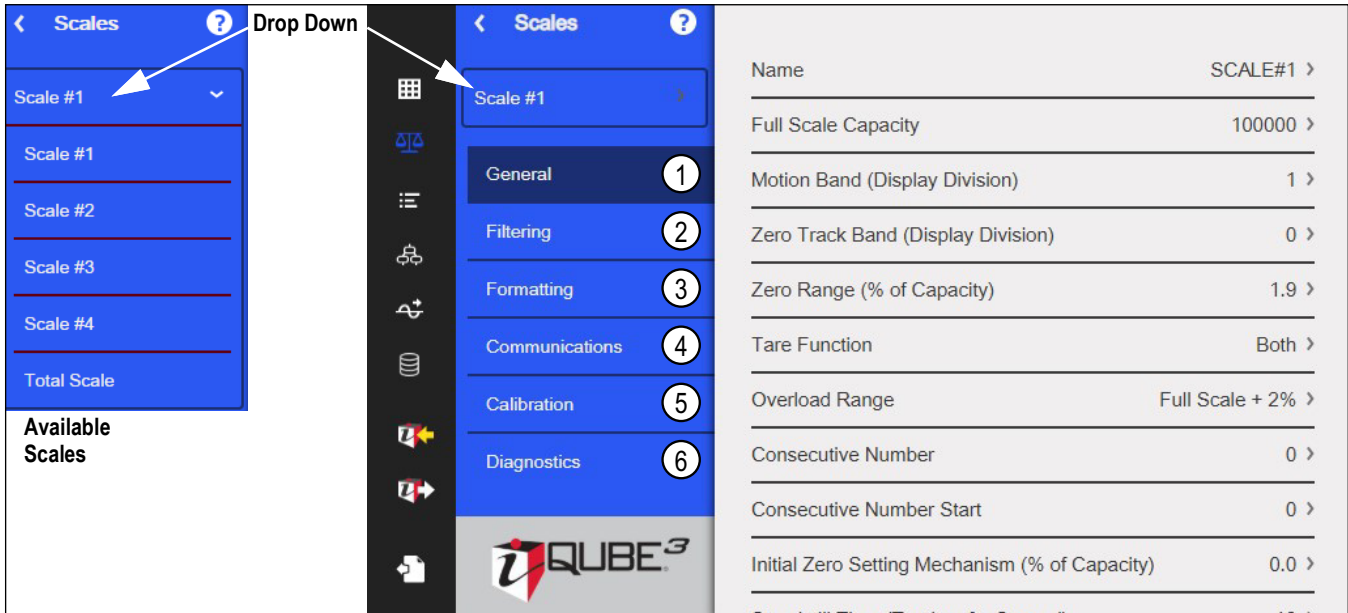 Scales ?
Drop Down
Scale #1
Scale #1
Scale #2
Scale #3
Scale #4
Total Scale
Available
Scales
Scales ?
Scale #1
General 1
Filtering 2
Formatting 3
Communications 4
Calibration 5
Diagnostics 6
iQUBE³
Name SCALE#1
Full Scale Capacity 100000
Motion Band (Display Division) 1
Zero Track Band (Display Division) 0
Zero Range (% of Capacity) 1.9
Tare Function Both
Overload Range Full Scale + 2%
Consecutive Number 0
Consecutive Number Start 0
Initial Zero Setting Mechanism (% of Capacity) 0.0